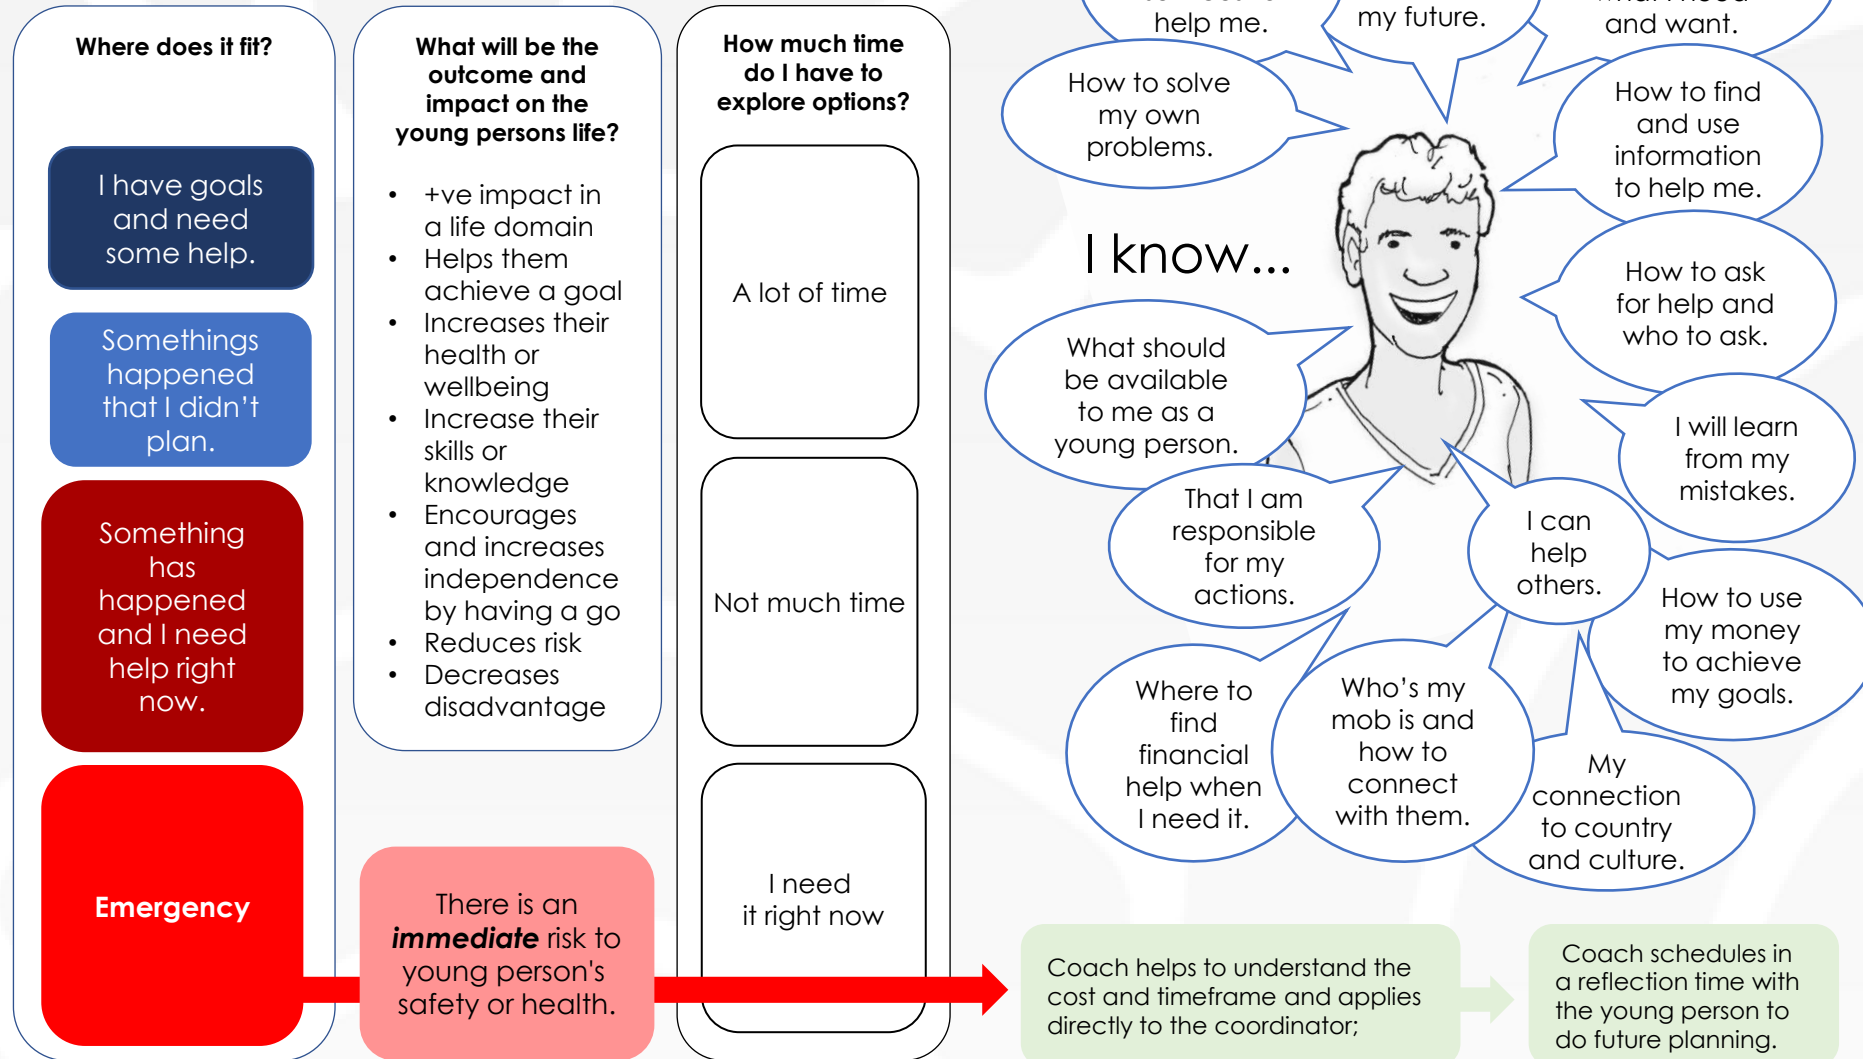 Where does it fit?
I have goals
and need
some help.
Somethings
happened
that I didn't
plan.
Something
has
happened
and I need
help right
now.
Emergency
What will be the
outcome and
impact on the
young persons life?
• +ve impact in
a life domain
• Helps them
achieve a goal
• Increases their
health or
wellbeing
• Increase their
skills or
knowledge
• Encourages
and increases
independence
by having a go
• Reduces risk
• Decreases
disadvantage
There is an
immediate risk to
young person's
safety or health.
How much time
do I have to
explore options?
A lot of time
Not much time
I need
it right now
help me.
my future.
and want.
How to solve
my own
problems.
How to find
and use
information
to help me.
I know...
How to ask
for help and
who to ask.
What should
be available
to me as a
young person.
I will learn
from my
mistakes.
That I am
responsible
for my
actions.
I can
help
others.
How to use
my money
to achieve
my goals.
Where to
find
financial
help when
I need it.
Who's my
mob is and
how to
connect
with them.
My
connection
to country
and culture.
Coach helps to understand the
cost and timeframe and applies
directly to the coordinator;
Coach schedules in
a reflection time with
the young person to
do future planning.